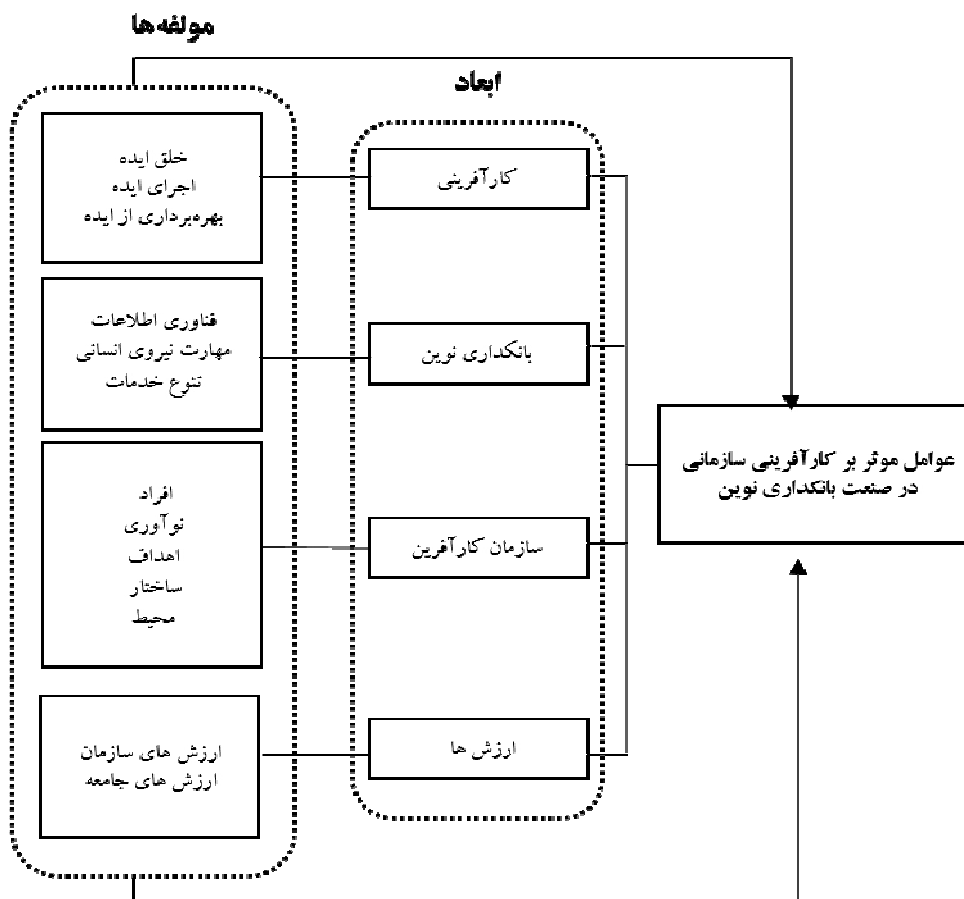 مولفه‌ها
ابعاد
خلق ایده
اجرای ایده
بهره‌برداری از ایده
کارآفرینی
فناوری اطلاعات
مهارت نیروی انسانی
تنوع خدمات
بانکداری نوین
عوامل موثر بر کارآفرینی سازمانی
در صنعت بانکداری نوین
افراد
نوآوری
اهداف
ساختار
محیط
سازمان کارآفرین
ارزش های سازمان
ارزش های جامعه
ارزش ها